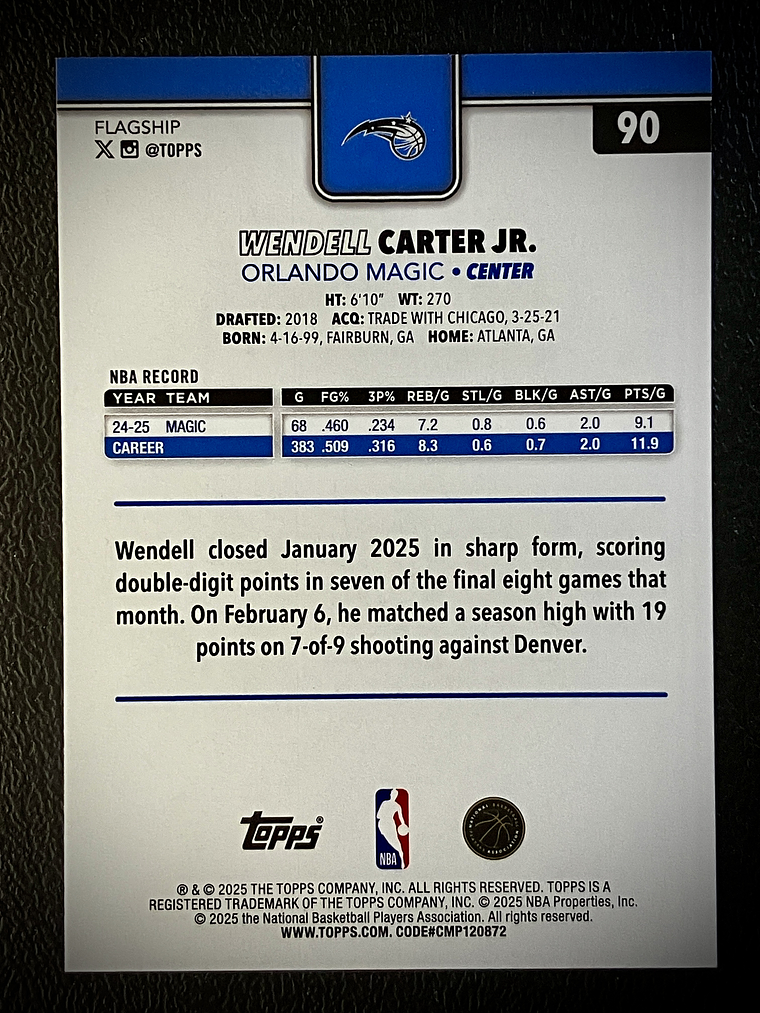 FLAGSHIP
@TOPPS
90
WENDELL CARTER JR.
ORLANDO MAGIC • CENTER
HT: 6'10" WT: 270
DRAFTED: 2018 ACQ: TRADE WITH CHICAGO, 3-25-21
BORN: 4-16-99, FAIRBURN, GA HOME: ATLANTA, GA
NBA RECORD
YEAR TEAM G FG% 3P% REB/G STL/G BLK/G AST/G PTS/G
24-25 MAGIC 68 .460 .234 7.2 0.8 0.6 2.0 9.1
CAREER 383 .509 .316 8.3 0.6 0.7 2.0 11.9
Wendell closed January 2025 in sharp form, scoring
double-digit points in seven of the final eight games that
month. On February 6, he matched a season high with 19
points on 7-of-9 shooting against Denver.
topps®
NBA
NATIONAL BASKETBALL
ASSOCIATION
® & © 2025 THE TOPPS COMPANY, INC. ALL RIGHTS RESERVED. TOPPS IS A
REGISTERED TRADEMARK OF THE TOPPS COMPANY, INC. © 2025 NBA Properties, Inc.
© 2025 the National Basketball Players Association. All rights reserved.
WWW.TOPPS.COM. CODE#CMP120872